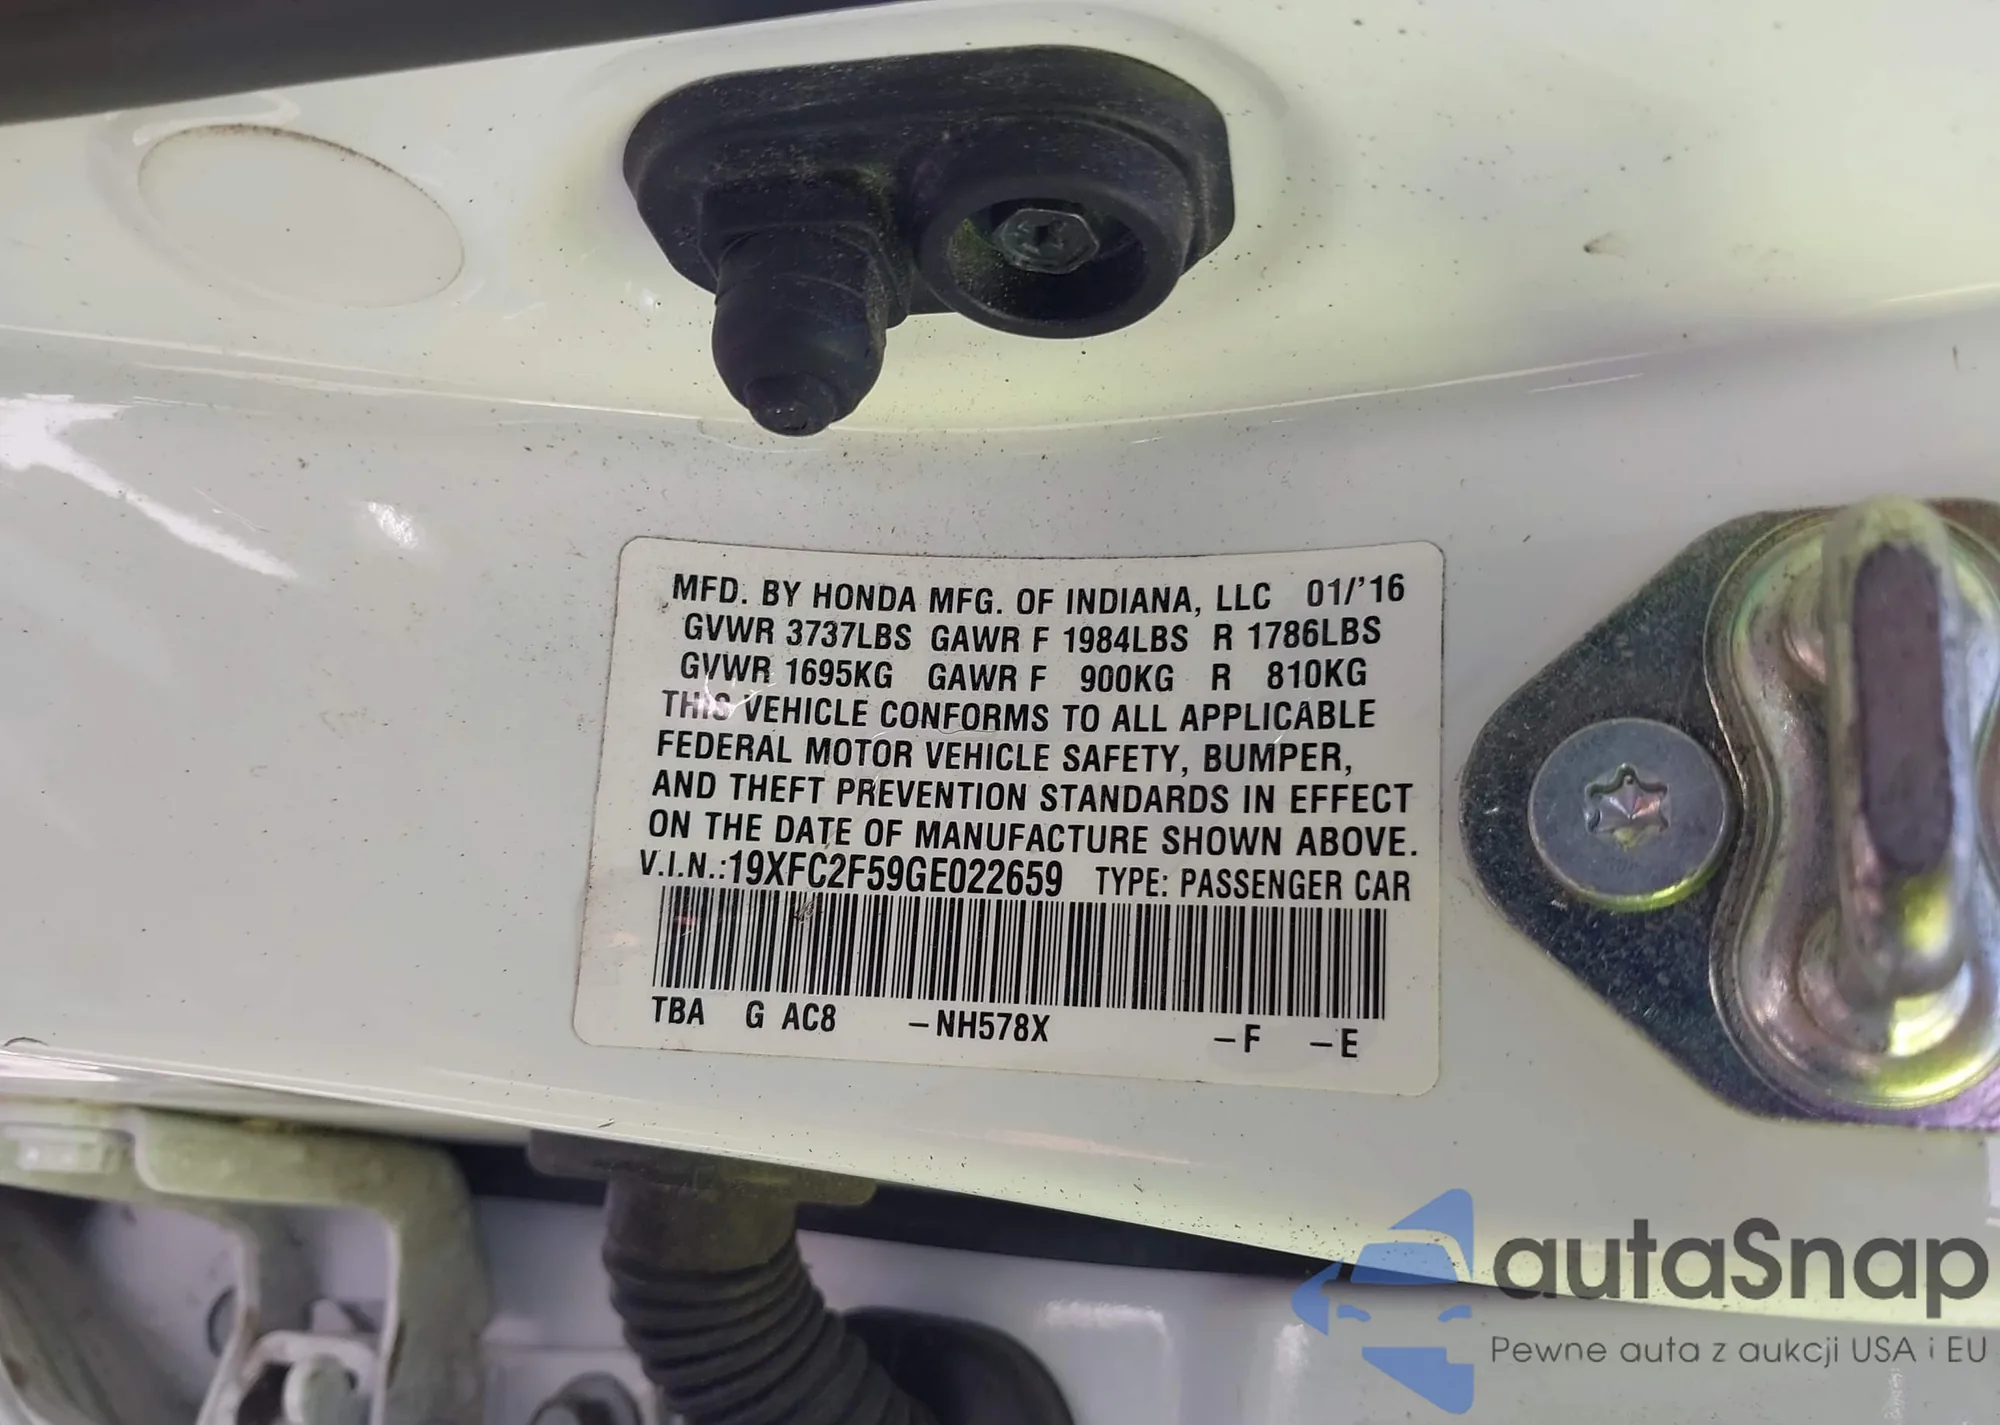 MFD. BY HONDA MFG. OF INDIANA, LLC 01/'16
GVWR 3737LBS GAWR F 1984LBS R 1786LBS
GVWR 1695KG GAWR F 900KG R 810KG
THIS VEHICLE CONFORMS TO ALL APPLICABLE
FEDERAL MOTOR VEHICLE SAFETY, BUMPER,
AND THEFT PREVENTION STANDARDS IN EFFECT
ON THE DATE OF MANUFACTURE SHOWN ABOVE.
V.I.N.:19XFC2F59GE022659 TYPE: PASSENGER CAR
TBA G AC8 -NH578X -F -E
autaSnap
Pewne auta z aukcji USA i EU